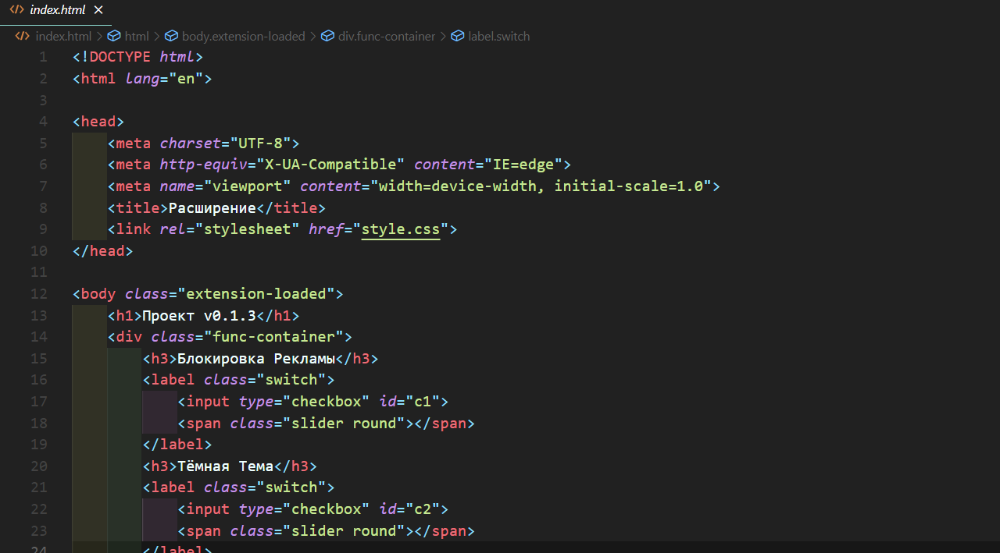 index.html
index.html > html > body.extension-loaded > div.func-container > label.switch
1 <!DOCTYPE html>
2 <html lang="en">
3
4 <head>
5     <meta charset="UTF-8">
6     <meta http-equiv="X-UA-Compatible" content="IE=edge">
7     <meta name="viewport" content="width=device-width, initial-scale=1.0">
8     <title>Расширение</title>
9     <link rel="stylesheet" href="style.css">
10 </head>
11
12 <body class="extension-loaded">
13     <h1>Проект v0.1.3</h1>
14     <div class="func-container">
15         <h3>Блокировка Рекламы</h3>
16         <label class="switch">
17             <input type="checkbox" id="c1">
18             <span class="slider round"></span>
19         </label>
20         <h3>Тёмная Тема</h3>
21         <label class="switch">
22             <input type="checkbox" id="c2">
23             <span class="slider round"></span>
24         </label>